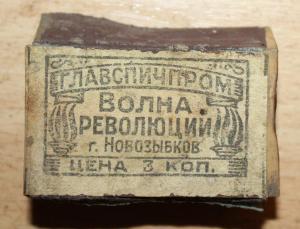 ГЛАВСПИЧПРОМ
ВОЛНА
РЕВОЛЮЦИИ
г. НОВОЗЫБКОВ
ЦЕНА 3 КОП.